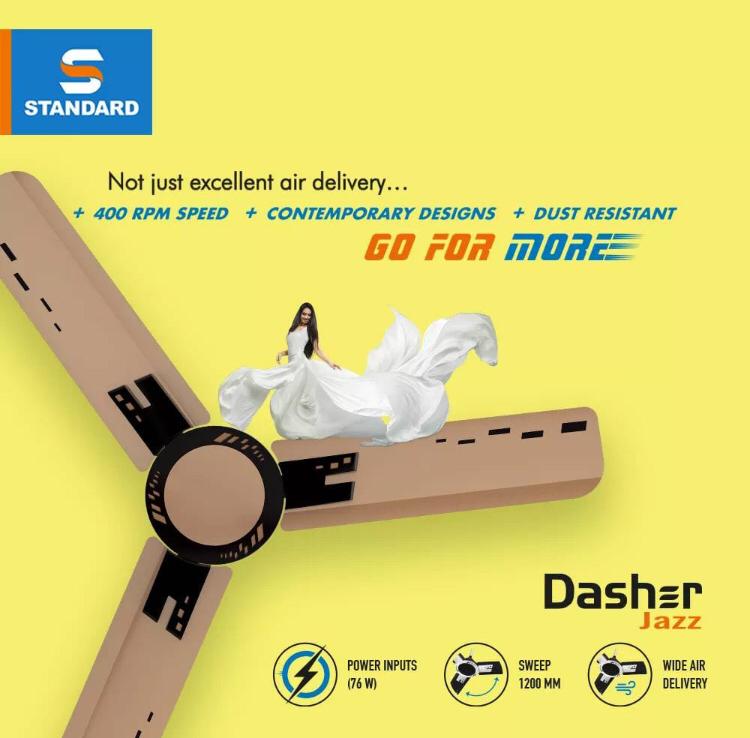 STANDARD
Not just excellent air delivery...
+ 400 RPM SPEED + CONTEMPORARY DESIGNS + DUST RESISTANT
GO FOR MORE
Dasher
Jazz
POWER INPUTS
(76 W)
SWEEP
1200 MM
WIDE AIR
DELIVERY